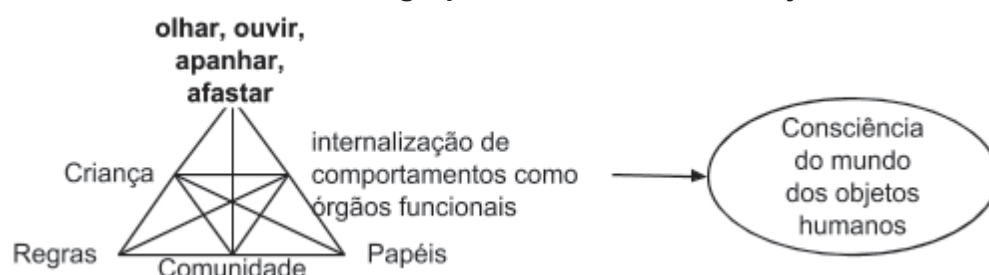 olhar, ouvir,
apanhar,
afastar
Criança
internalização de
comportamentos como
órgãos funcionais
Regras
Comunidade
Papéis
Consciência
do mundo
dos objetos
humanos